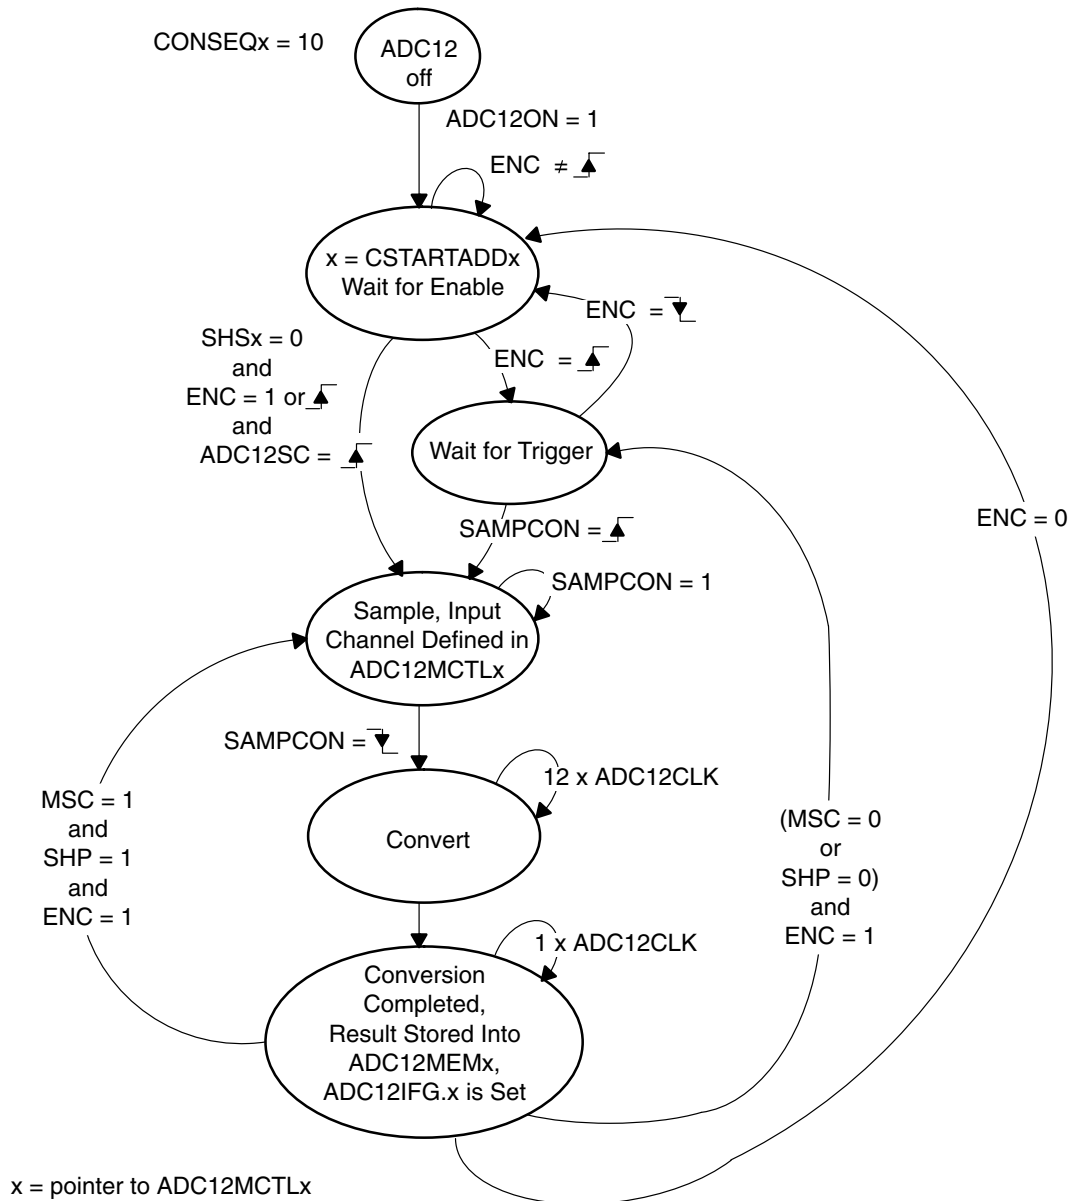 CONSEQx = 10
ADC12
off
ADC12ON = 1
ENC ≠
x = CSTARTADDx
Wait for Enable
ENC =
SHSx = 0
and
ENC = 1 or
and
ADC12SC =
ENC =
Wait for Trigger
ENC = 0
SAMPCON =
SAMPCON = 1
Sample, Input
Channel Defined in
ADC12MCTLx
SAMPCON =
12 x ADC12CLK
MSC = 1
and
SHP = 1
and
ENC = 1
Convert
(MSC = 0
or
SHP = 0)
and
ENC = 1
1 x ADC12CLK
Conversion
Completed,
Result Stored Into
ADC12MEMx,
ADC12IFG.x is Set
x = pointer to ADC12MCTLx